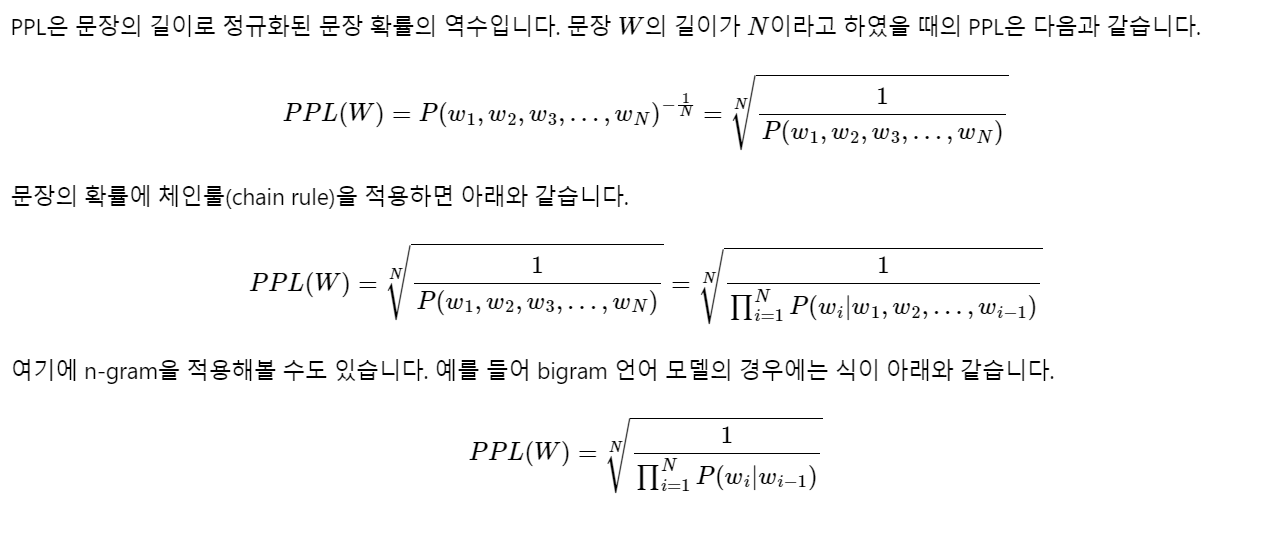 PPL은 문장의 길이로 정규화된 문장 확률의 역수입니다. 문장 $W$의 길이가 $N$이라고 하였을 때의 PPL은 다음과 같습니다.
$PPL(W) = P(w_1, w_2, w_3, \ldots, w_N)^{-\frac{1}{N}} = \sqrt[N]{\frac{1}{P(w_1, w_2, w_3, \ldots, w_N)}}$
문장의 확률에 체인룰(chain rule)을 적용하면 아래와 같습니다.
$PPL(W) = \sqrt[N]{\frac{1}{P(w_1, w_2, w_3, \ldots, w_N)}} = \sqrt[N]{\frac{1}{\prod_{i=1}^{N} P(w_i | w_1, w_2, \ldots, w_{i-1})}}$
여기에 n-gram을 적용해볼 수도 있습니다. 예를 들어 bigram 언어 모델의 경우에는 식이 아래와 같습니다.
$PPL(W) = \sqrt[N]{\frac{1}{\prod_{i=1}^{N} P(w_i | w_{i-1})}}$